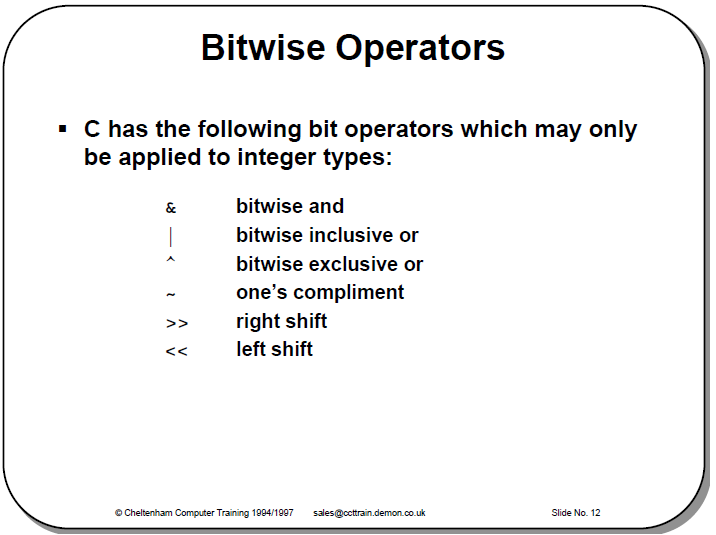 Bitwise Operators
▪ C has the following bit operators which may only
be applied to integer types:
& bitwise and
| bitwise inclusive or
^ bitwise exclusive or
~ one's compliment
>> right shift
<< left shift
© Cheltenham Computer Training 1994/1997 sales@ccttrain.demon.co.uk Slide No. 12